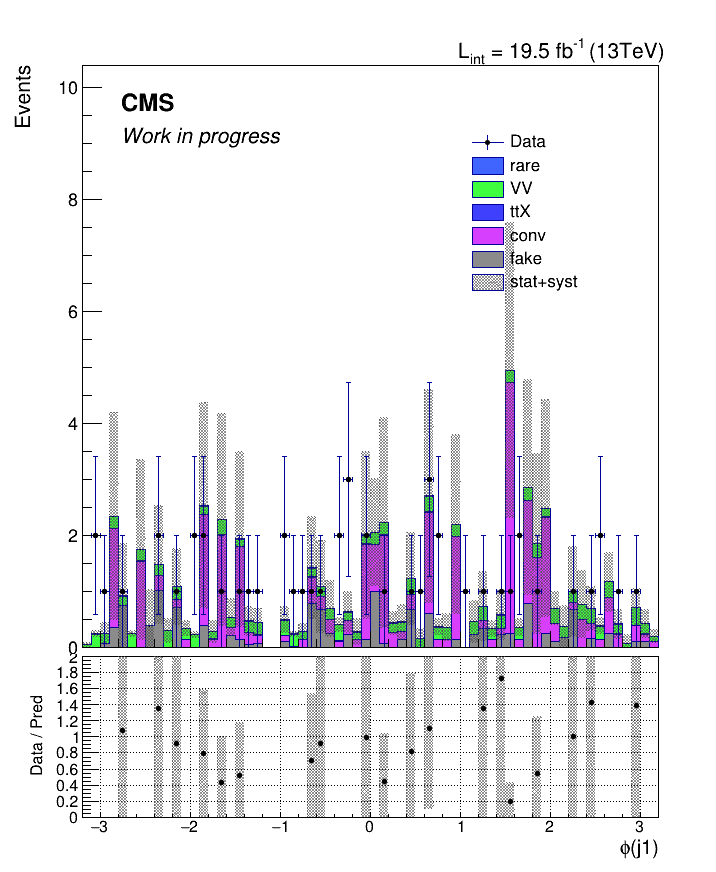 L_int = 19.5 fb^-1 (13TeV)
Events
CMS
Work in progress
Data
rare
VV
ttX
conv
fake
stat+syst
10
8
6
4
2
0
Data / Pred
2
1.8
1.6
1.4
1.2
1
0.8
0.6
0.4
0.2
0
−3 −2 −1 0 1 2 3
ϕ(j1)